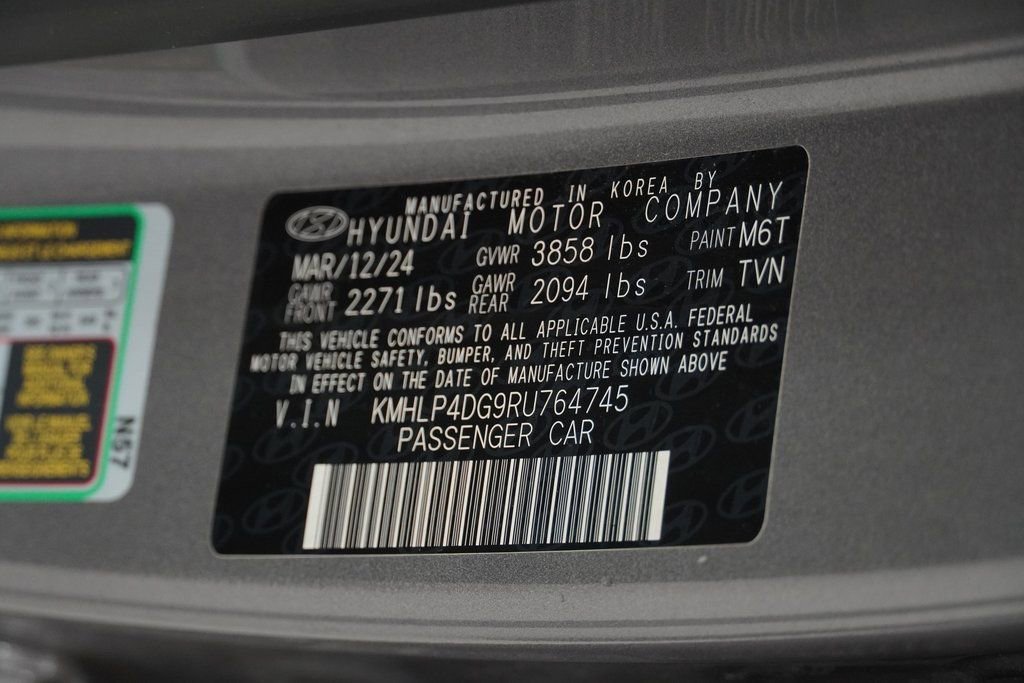 MANUFACTURED IN KOREA BY
HYUNDAI MOTOR COMPANY
MAR/12/24 GVWR 3858 lbs PAINT M6T
GAWR FRONT 2271 lbs GAWR REAR 2094 lbs TRIM TVN
THIS VEHICLE CONFORMS TO ALL APPLICABLE U.S.A. FEDERAL
MOTOR VEHICLE SAFETY, BUMPER, AND THEFT PREVENTION STANDARDS
IN EFFECT ON THE DATE OF MANUFACTURE SHOWN ABOVE
V.I.N KMHLP4DG9RU764745
PASSENGER CAR
N57